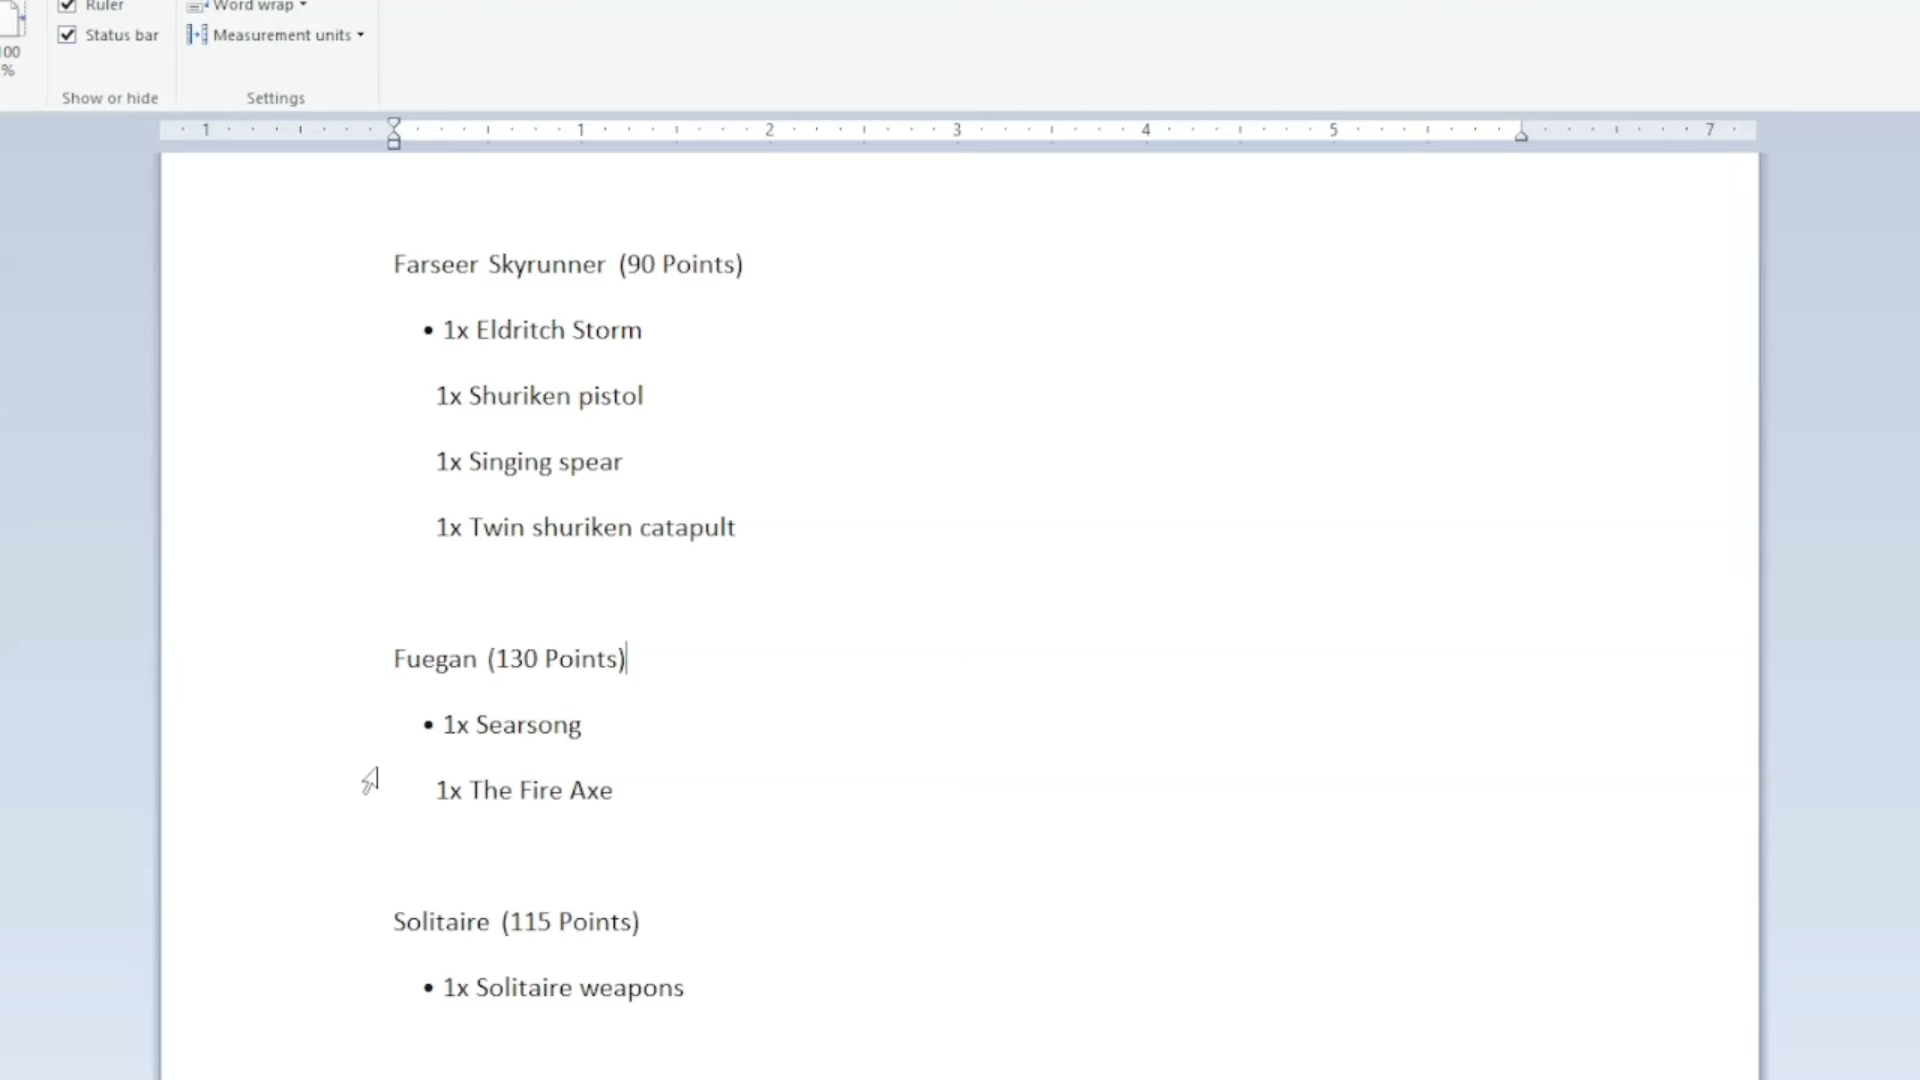 Ruler
Word wrap
Status bar
Measurement units
100
%
Show or hide
Settings
1 1 2 3 4 5 7
Farseer Skyrunner (90 Points)
• 1x Eldritch Storm
1x Shuriken pistol
1x Singing spear
1x Twin shuriken catapult
Fuegan (130 Points)
• 1x Searsong
1x The Fire Axe
Solitaire (115 Points)
• 1x Solitaire weapons